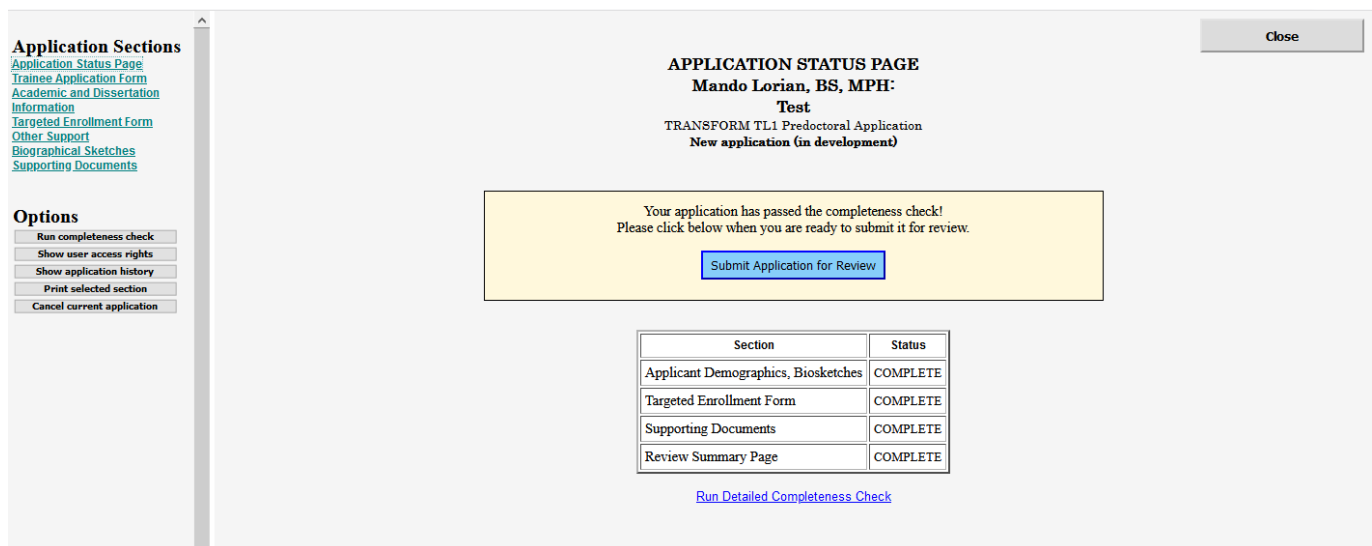 Application Sections
Application Status Page
Trainee Application Form
Academic and Dissertation
Information
Targeted Enrollment Form
Other Support
Biographical Sketches
Supporting Documents
Options
Run completeness check
Show user access rights
Show application history
Print selected section
Cancel current application
Close
APPLICATION STATUS PAGE
Mando Lorian, BS, MPH:
Test
TRANSFORM TL1 Predoctoral Application
New application (in development)
Your application has passed the completeness check!
Please click below when you are ready to submit it for review.
Submit Application for Review
Section Status
Applicant Demographics, Biosketches COMPLETE
Targeted Enrollment Form COMPLETE
Supporting Documents COMPLETE
Review Summary Page COMPLETE
Run Detailed Completeness Check